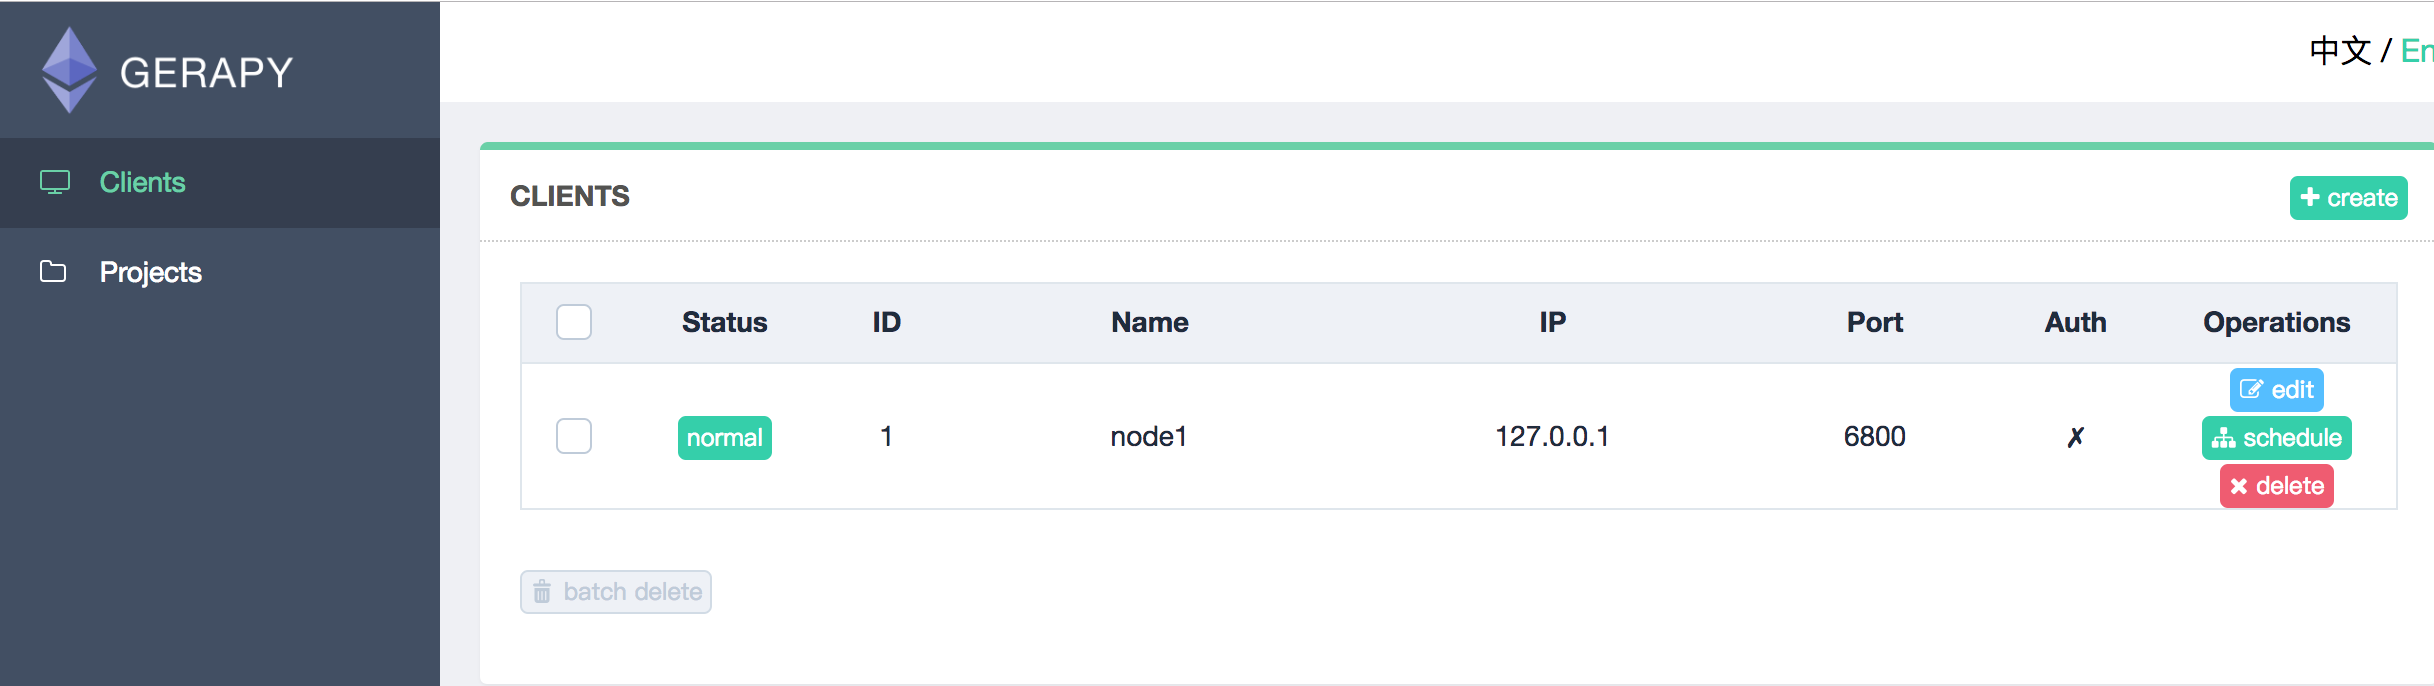 GERAPY
中文 / En
Clients
Projects
CLIENTS
create
Status ID Name IP Port Auth Operations
normal 1 node1 127.0.0.1 6800 ✗
edit
schedule
delete
batch delete